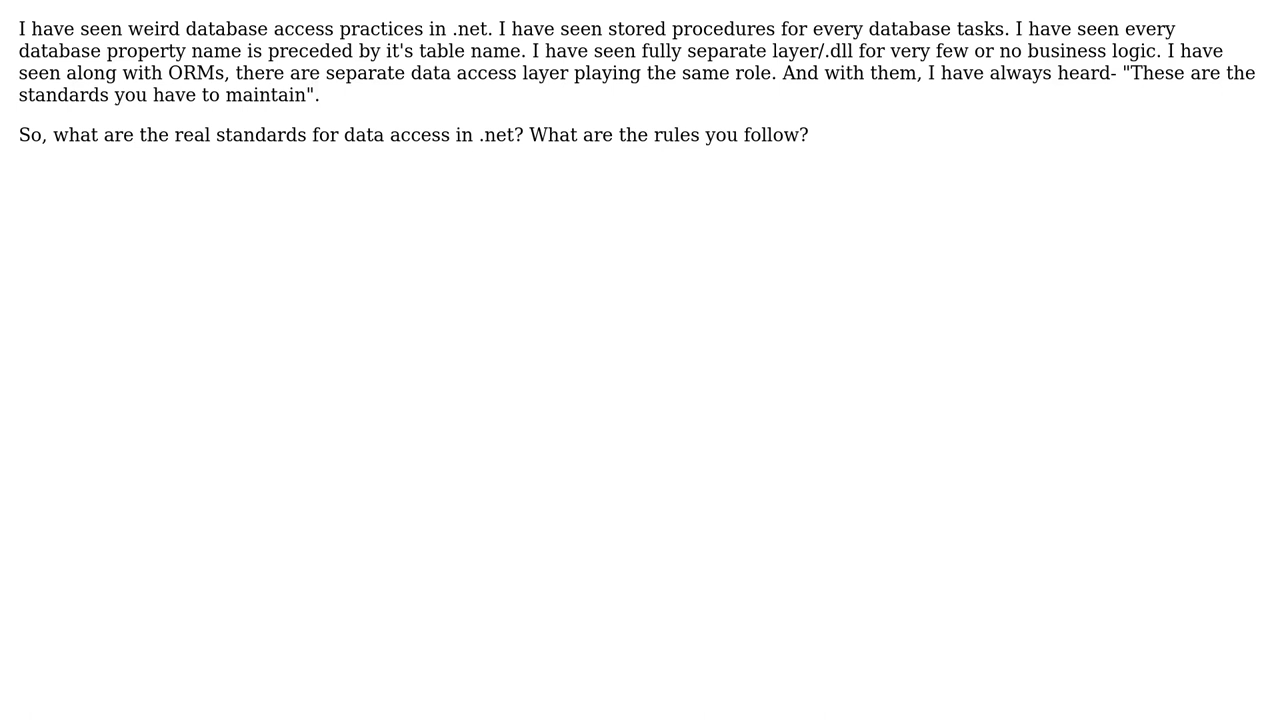 I have seen weird database access practices in .net. I have seen stored procedures for every database tasks. I have seen every
database property name is preceded by it's table name. I have seen fully separate layer/.dll for very few or no business logic. I have
seen along with ORMs, there are separate data access layer playing the same role. And with them, I have always heard- "These are the
standards you have to maintain".
So, what are the real standards for data access in .net? What are the rules you follow?